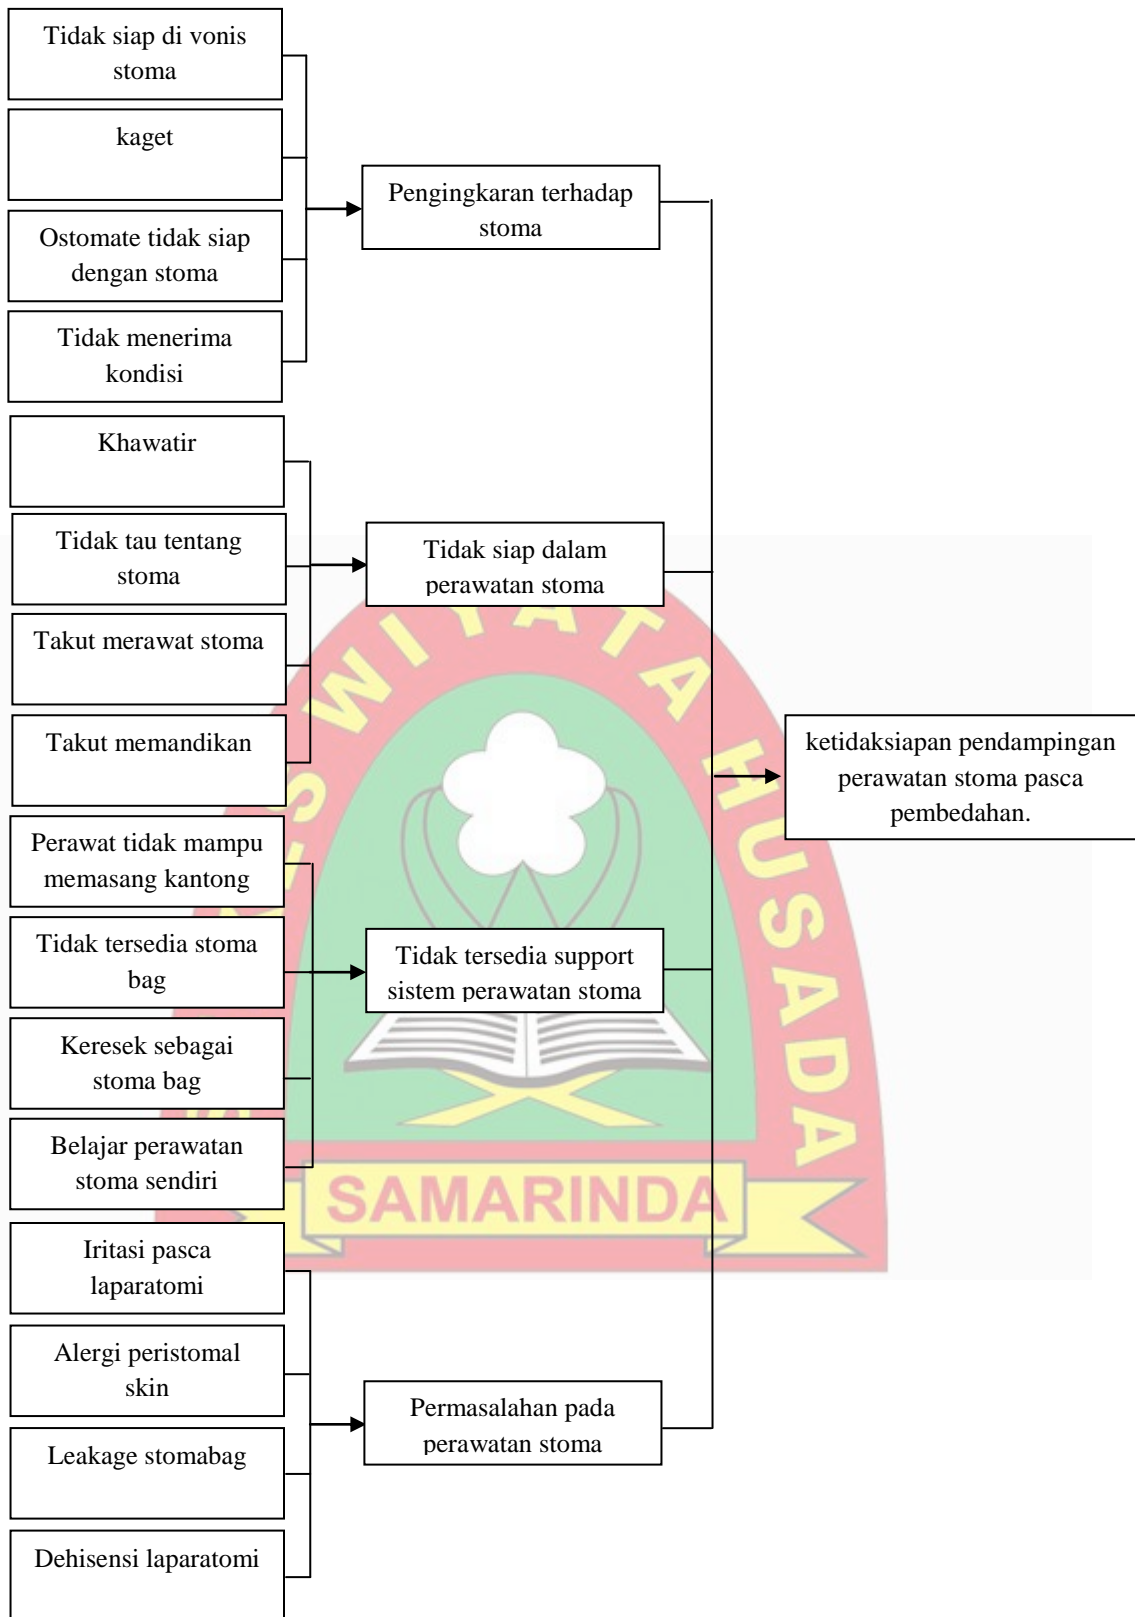 Tidak siap di vonis
stoma
kaget
Ostomate tidak siap
dengan stoma
Tidak menerima
kondisi
Pengingkaran terhadap
stoma
Khawatir
Tidak tau tentang
stoma
Takut merawat stoma
Takut memandikan
Tidak siap dalam
perawatan stoma
Perawat tidak mampu
memasang kantong
Tidak tersedia stoma
bag
Keresek sebagai
stoma bag
Belajar perawatan
stoma sendiri
Tidak tersedia support
sistem perawatan stoma
Iritasi pasca
laparatomi
Alergi peristomal
skin
Leakage stomabag
Dehisensi laparatomi
Permasalahan pada
perawatan stoma
ketidaksiapan pendampingan
perawatan stoma pasca
pembedahan.
WIYATA HUSADA
SAMARINDA